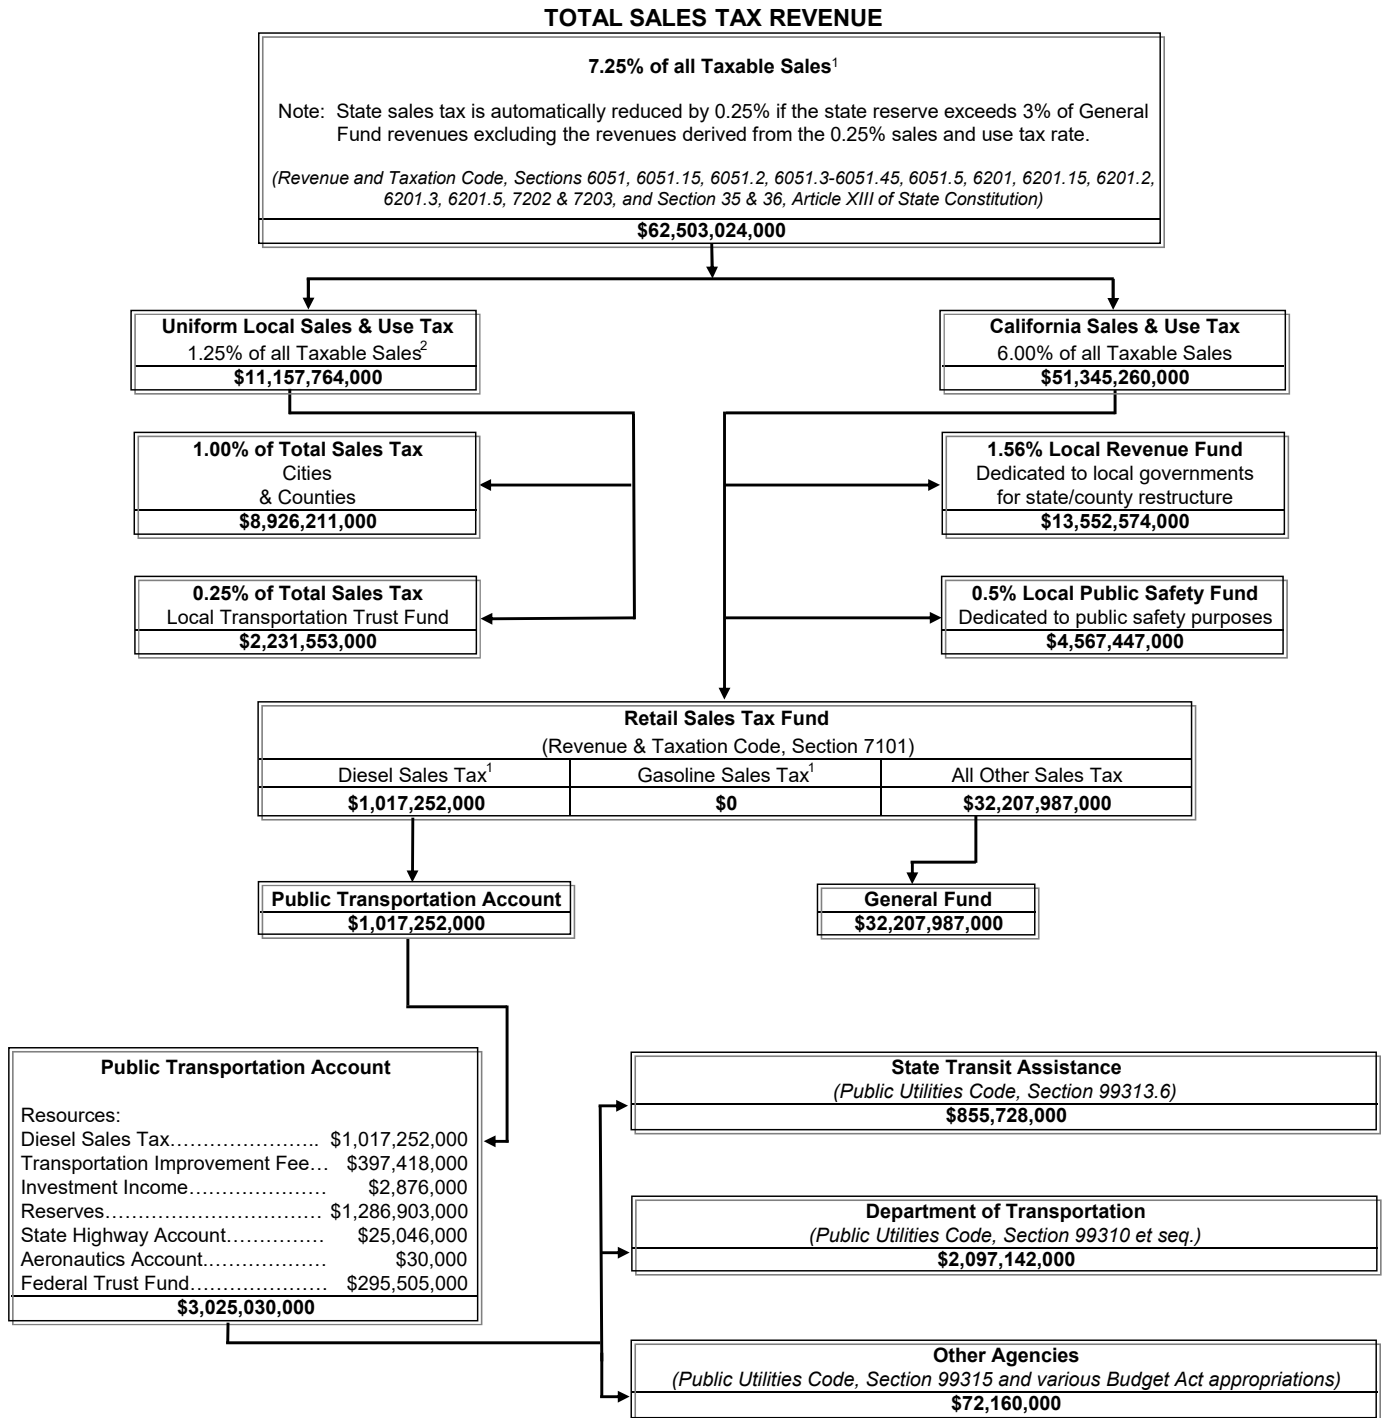 TOTAL SALES TAX REVENUE
7.25% of all Taxable Sales1
Note: State sales tax is automatically reduced by 0.25% if the state reserve exceeds 3% of General
Fund revenues excluding the revenues derived from the 0.25% sales and use tax rate.
(Revenue and Taxation Code, Sections 6051, 6051.15, 6051.2, 6051.3-6051.45, 6051.5, 6201, 6201.15, 6201.2,
6201.3, 6201.5, 7202 & 7203, and Section 35 & 36, Article XIII of State Constitution)
$62,503,024,000
Uniform Local Sales & Use Tax
1.25% of all Taxable Sales2
$11,157,764,000
California Sales & Use Tax
6.00% of all Taxable Sales
$51,345,260,000
1.00% of Total Sales Tax
Cities
& Counties
$8,926,211,000
1.56% Local Revenue Fund
Dedicated to local governments
for state/county restructure
$13,552,574,000
0.25% of Total Sales Tax
Local Transportation Trust Fund
$2,231,553,000
0.5% Local Public Safety Fund
Dedicated to public safety purposes
$4,567,447,000
Retail Sales Tax Fund
(Revenue & Taxation Code, Section 7101)
Diesel Sales Tax1 Gasoline Sales Tax1 All Other Sales Tax
$1,017,252,000 $0 $32,207,987,000
Public Transportation Account
$1,017,252,000
General Fund
$32,207,987,000
Public Transportation Account
Resources:
Diesel Sales Tax…………………. $1,017,252,000
Transportation Improvement Fee… $397,418,000
Investment Income………………… $2,876,000
Reserves…………………………… $1,286,903,000
State Highway Account…………… $25,046,000
Aeronautics Account.……………… $30,000
Federal Trust Fund………………… $295,505,000
$3,025,030,000
State Transit Assistance
(Public Utilities Code, Section 99313.6)
$855,728,000
Department of Transportation
(Public Utilities Code, Section 99310 et seq.)
$2,097,142,000
Other Agencies
(Public Utilities Code, Section 99315 and various Budget Act appropriations)
$72,160,000